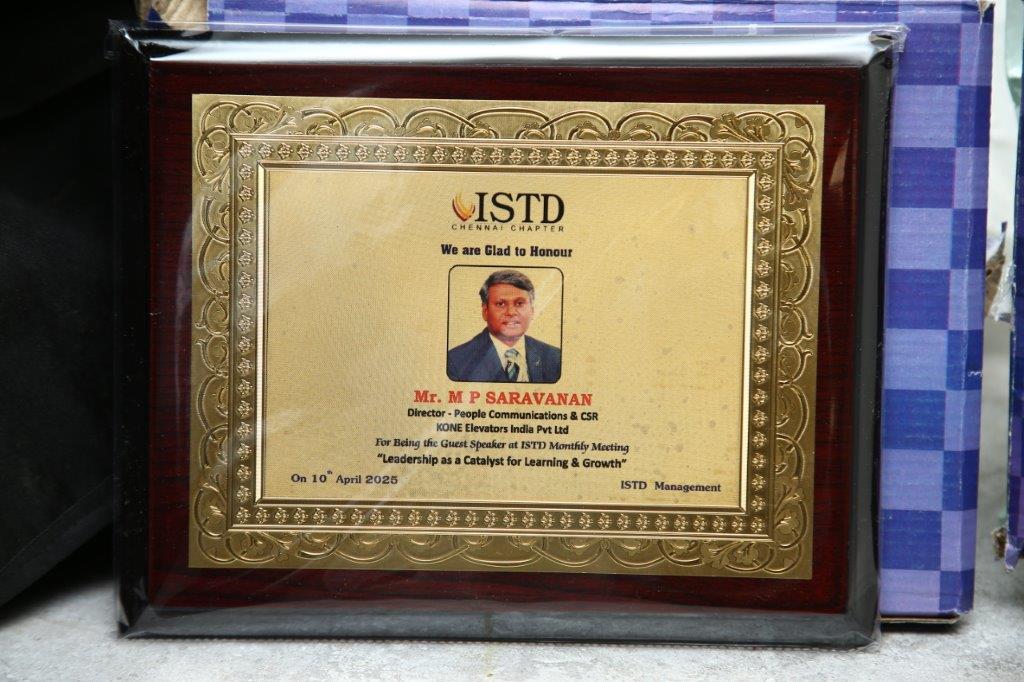 ISTD
CHENNAI CHAPTER
We are Glad to Honour
Mr. M P SARAVANAN
Director - People Communications & CSR
KONE Elevators India Pvt Ltd
For Being the Guest Speaker at ISTD Monthly Meeting
“Leadership as a Catalyst for Learning & Growth”
On 10th April 2025 ISTD Management